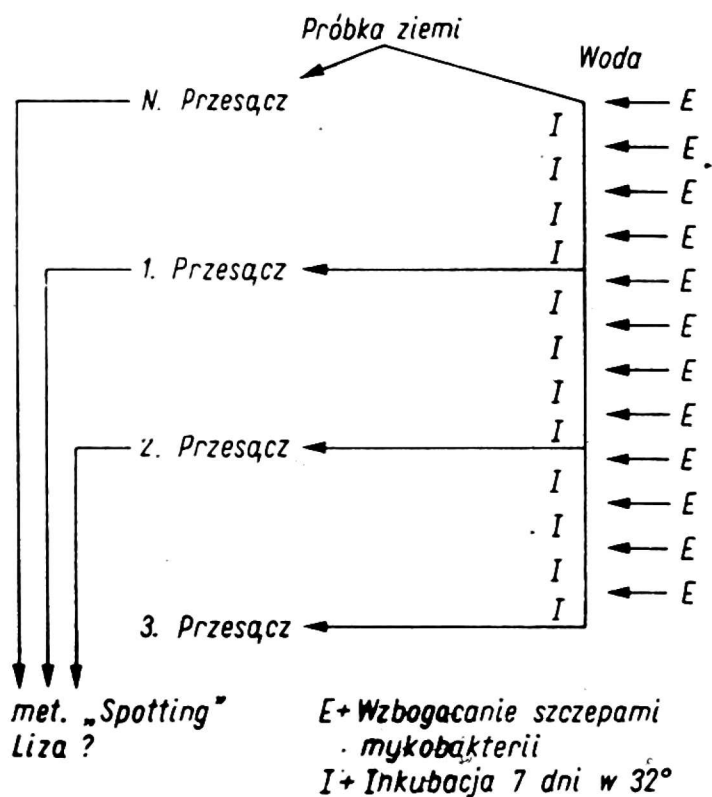 Próbka ziemi
Woda
N. Przesącz
I
I
I
I
1. Przesącz
I
I
I
I
2. Przesącz
I
I
I
I
3. Przesącz
E
E
E
E
E
E
E
E
E
E
E
E
met. „Spotting”
Liza ?
E+ Wzbogacanie szczepami
mykobakterii
I+ Inkubacja 7 dni w 32°